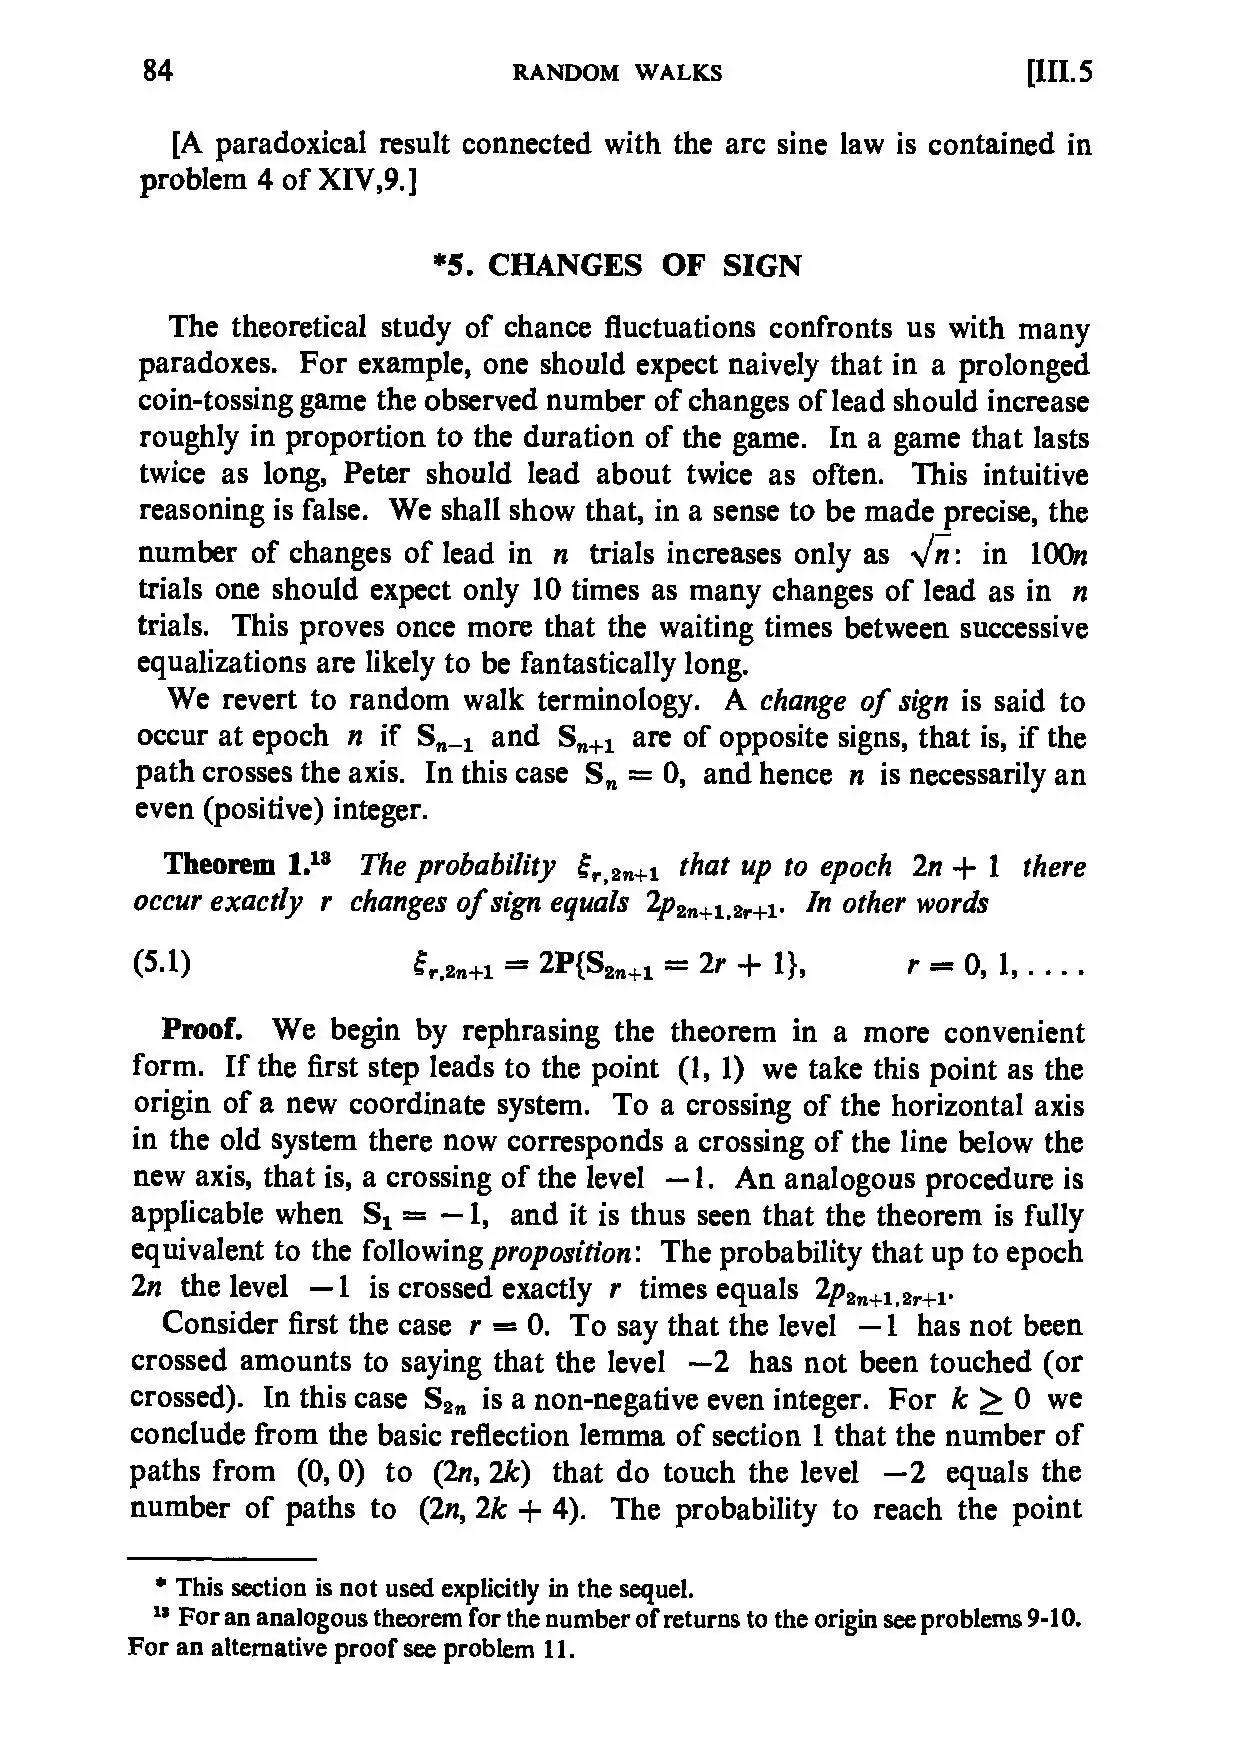 84 RANDOM WALKS [III.5
[A paradoxical result connected with the arc sine law is contained in
problem 4 of XIV,9.]
*5. CHANGES OF SIGN
The theoretical study of chance fluctuations confronts us with many
paradoxes. For example, one should expect naively that in a prolonged
coin-tossing game the observed number of changes of lead should increase
roughly in proportion to the duration of the game. In a game that lasts
twice as long, Peter should lead about twice as often. This intuitive
reasoning is false. We shall show that, in a sense to be made precise, the
number of changes of lead in n trials increases only as √n: in 100n
trials one should expect only 10 times as many changes of lead as in n
trials. This proves once more that the waiting times between successive
equalizations are likely to be fantastically long.
We revert to random walk terminology. A change of sign is said to
occur at epoch n if Sₙ₋₁ and Sₙ₊₁ are of opposite signs, that is, if the
path crosses the axis. In this case Sₙ = 0, and hence n is necessarily an
even (positive) integer.
Theorem 1.¹³ The probability ξ_{r,2n+1} that up to epoch 2n + 1 there
occur exactly r changes of sign equals 2p_{2n+1,2r+1}. In other words
(5.1) ξ_{r,2n+1} = 2P{S_{2n+1} = 2r + 1}, r = 0, 1, . . . .
Proof. We begin by rephrasing the theorem in a more convenient
form. If the first step leads to the point (1, 1) we take this point as the
origin of a new coordinate system. To a crossing of the horizontal axis
in the old system there now corresponds a crossing of the line below the
new axis, that is, a crossing of the level −1. An analogous procedure is
applicable when S₁ = −1, and it is thus seen that the theorem is fully
equivalent to the following proposition: The probability that up to epoch
2n the level −1 is crossed exactly r times equals 2p_{2n+1,2r+1}.
Consider first the case r = 0. To say that the level −1 has not been
crossed amounts to saying that the level −2 has not been touched (or
crossed). In this case S₂ₙ is a non-negative even integer. For k ≥ 0 we
conclude from the basic reflection lemma of section 1 that the number of
paths from (0, 0) to (2n, 2k) that do touch the level −2 equals the
number of paths to (2n, 2k + 4). The probability to reach the point
* This section is not used explicitly in the sequel.
¹³ For an analogous theorem for the number of returns to the origin see problems 9-10.
For an alternative proof see problem 11.